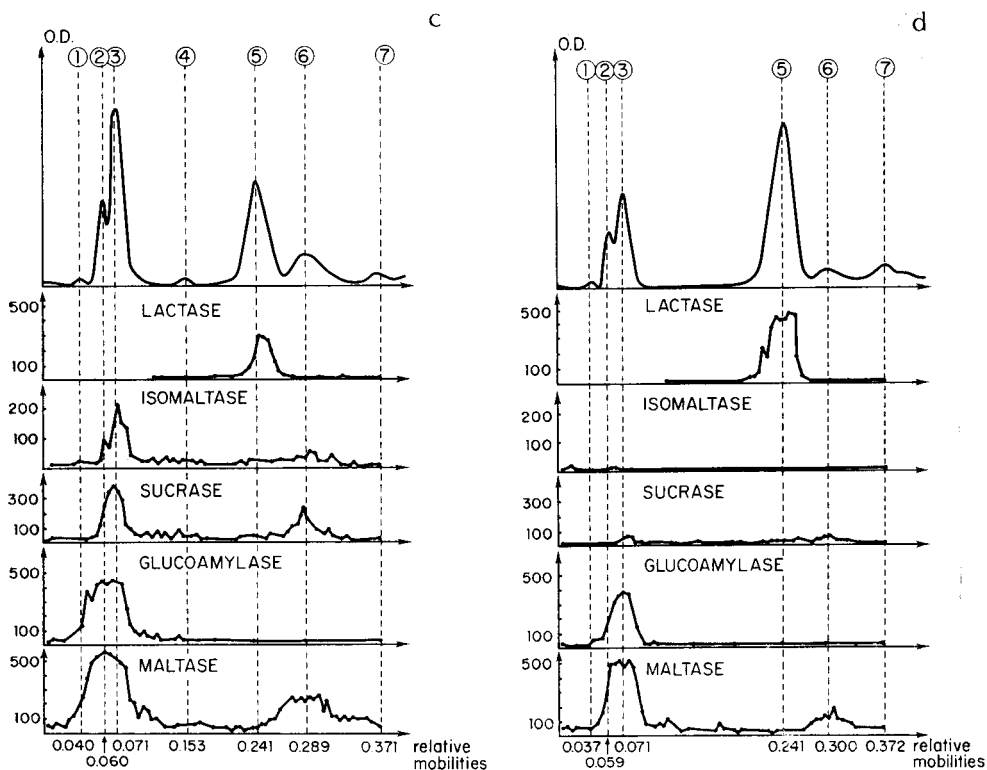 c
O.D.
① ② ③ ④ ⑤ ⑥ ⑦
500
LACTASE
100
ISOMALTASE
200
100
SUCRASE
300
100
GLUCOAMYLASE
500
100
MALTASE
500
100
0.040 0.071 0.153 0.241 0.289 0.371 relative
0.060 mobilities
d
O.D.
① ② ③ ⑤ ⑥ ⑦
500
LACTASE
100
ISOMALTASE
200
100
SUCRASE
300
100
GLUCOAMYLASE
500
100
MALTASE
500
100
0.037 0.071 0.241 0.300 0.372 relative
0.059 mobilities